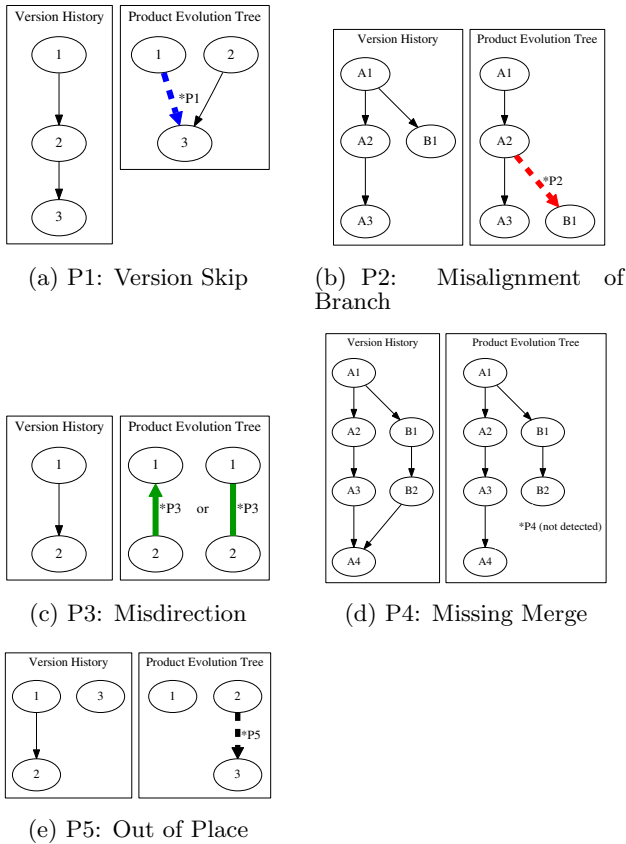 Version History
1
2
3
Product Evolution Tree
1 2
*P1
3
(a) P1: Version Skip
Version History
A1
A2 B1
A3
Product Evolution Tree
A1
A2
*P2
A3 B1
(b) P2: Misalignment of
Branch
Version History
1
2
Product Evolution Tree
1 1
*P3 or *P3
2 2
(c) P3: Misdirection
Version History
A1
A2 B1
A3 B2
A4
Product Evolution Tree
A1
A2 B1
A3 B2
*P4 (not detected)
A4
(d) P4: Missing Merge
Version History
1 3
2
Product Evolution Tree
1 2
*P5
3
(e) P5: Out of Place